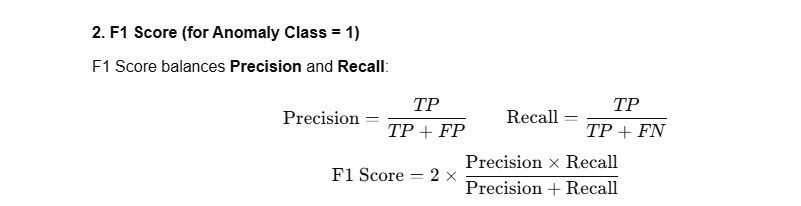 2. F1 Score (for Anomaly Class = 1)
F1 Score balances Precision and Recall:
Precision = TP / TP + FP Recall = TP / TP + FN
F1 Score = 2 × Precision × Recall / Precision + Recall